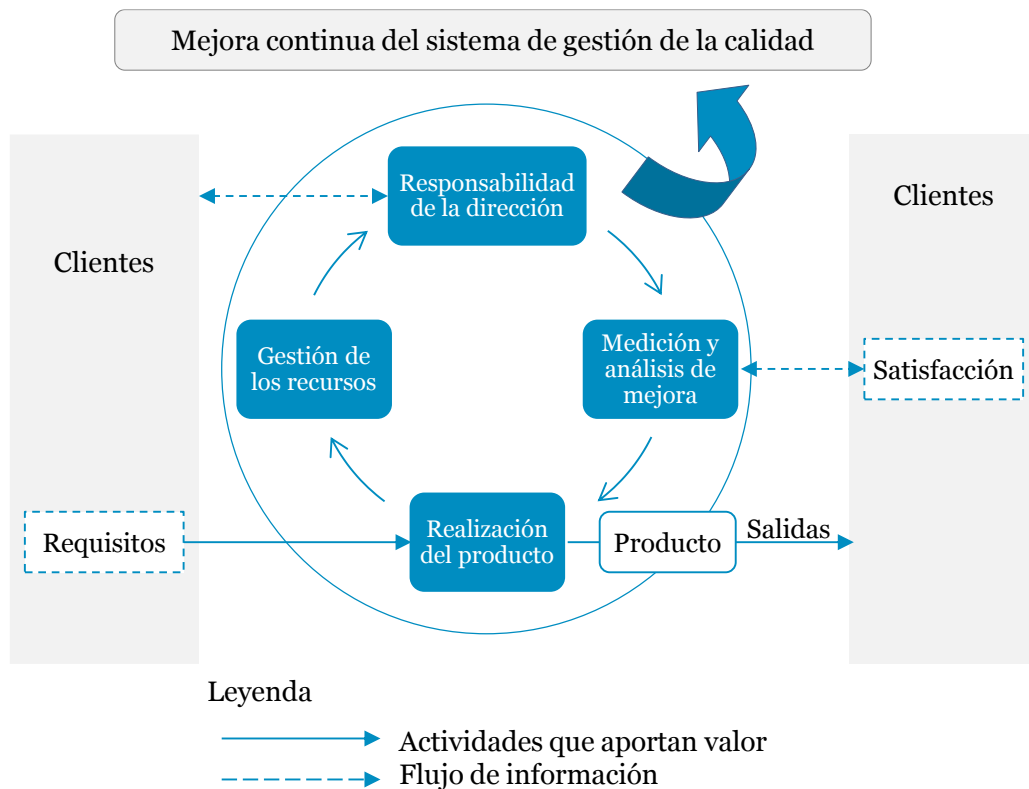 Mejora continua del sistema de gestión de la calidad
Responsabilidad
de la dirección
Clientes
Clientes
Gestión de
los recursos
Medición y
análisis de
mejora
Satisfacción
Requisitos
Realización
del producto
Producto
Salidas
Leyenda
Actividades que aportan valor
Flujo de información